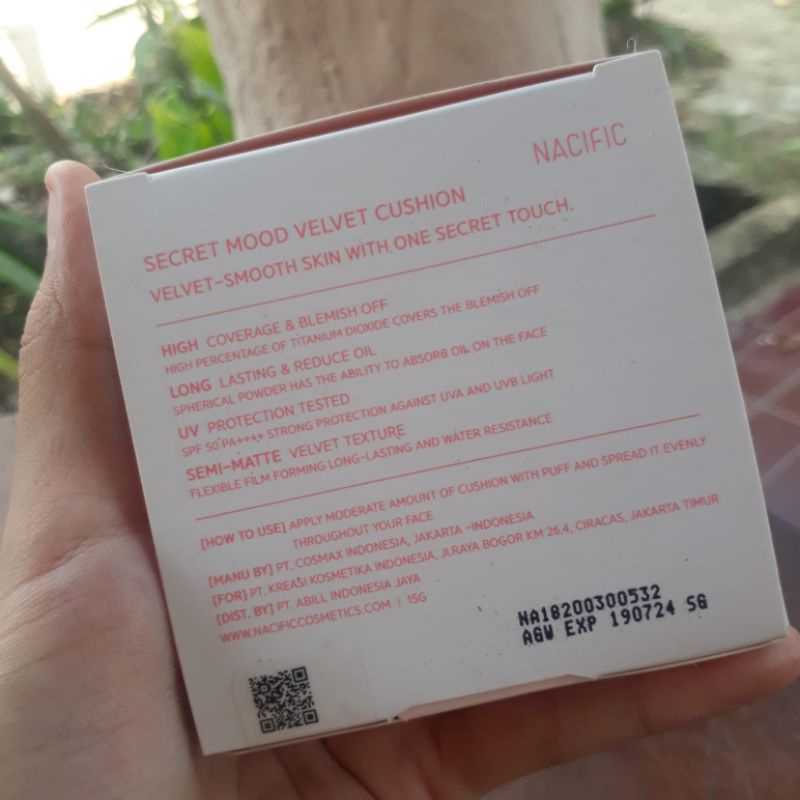 NACIFIC
SECRET MOOD VELVET CUSHION
VELVET-SMOOTH SKIN WITH ONE SECRET TOUCH.
HIGH COVERAGE & BLEMISH OFF
HIGH PERCENTAGE OF TITANIUM DIOXIDE COVERS THE BLEMISH OFF
LONG LASTING & REDUCE OIL
SPHERICAL POWDER HAS THE ABILITY TO ABSORB OIL ON THE FACE
UV PROTECTION TESTED
SPF 50 PA++++ STRONG PROTECTION AGAINST UVA AND UVB LIGHT
SEMI-MATTE VELVET TEXTURE
FLEXIBLE FILM FORMING LONG-LASTING AND WATER RESISTANCE
[HOW TO USE] APPLY MODERATE AMOUNT OF CUSHION WITH PUFF AND SPREAD IT EVENLY
THROUGHOUT YOUR FACE
[MANU BY] PT. COSMAX INDONESIA, JAKARTA -INDONESIA
[FOR] PT. KREASI KOSMETIKA INDONESIA, Jl.RAYA BOGOR KM 26.4, CIRACAS, JAKARTA TIMUR
[DIST. BY] PT. ABILL INDONESIA JAYA
WWW.NACIFICCOSMETICS.COM | 15G
NA18200300532
AGW EXP 190724 SG